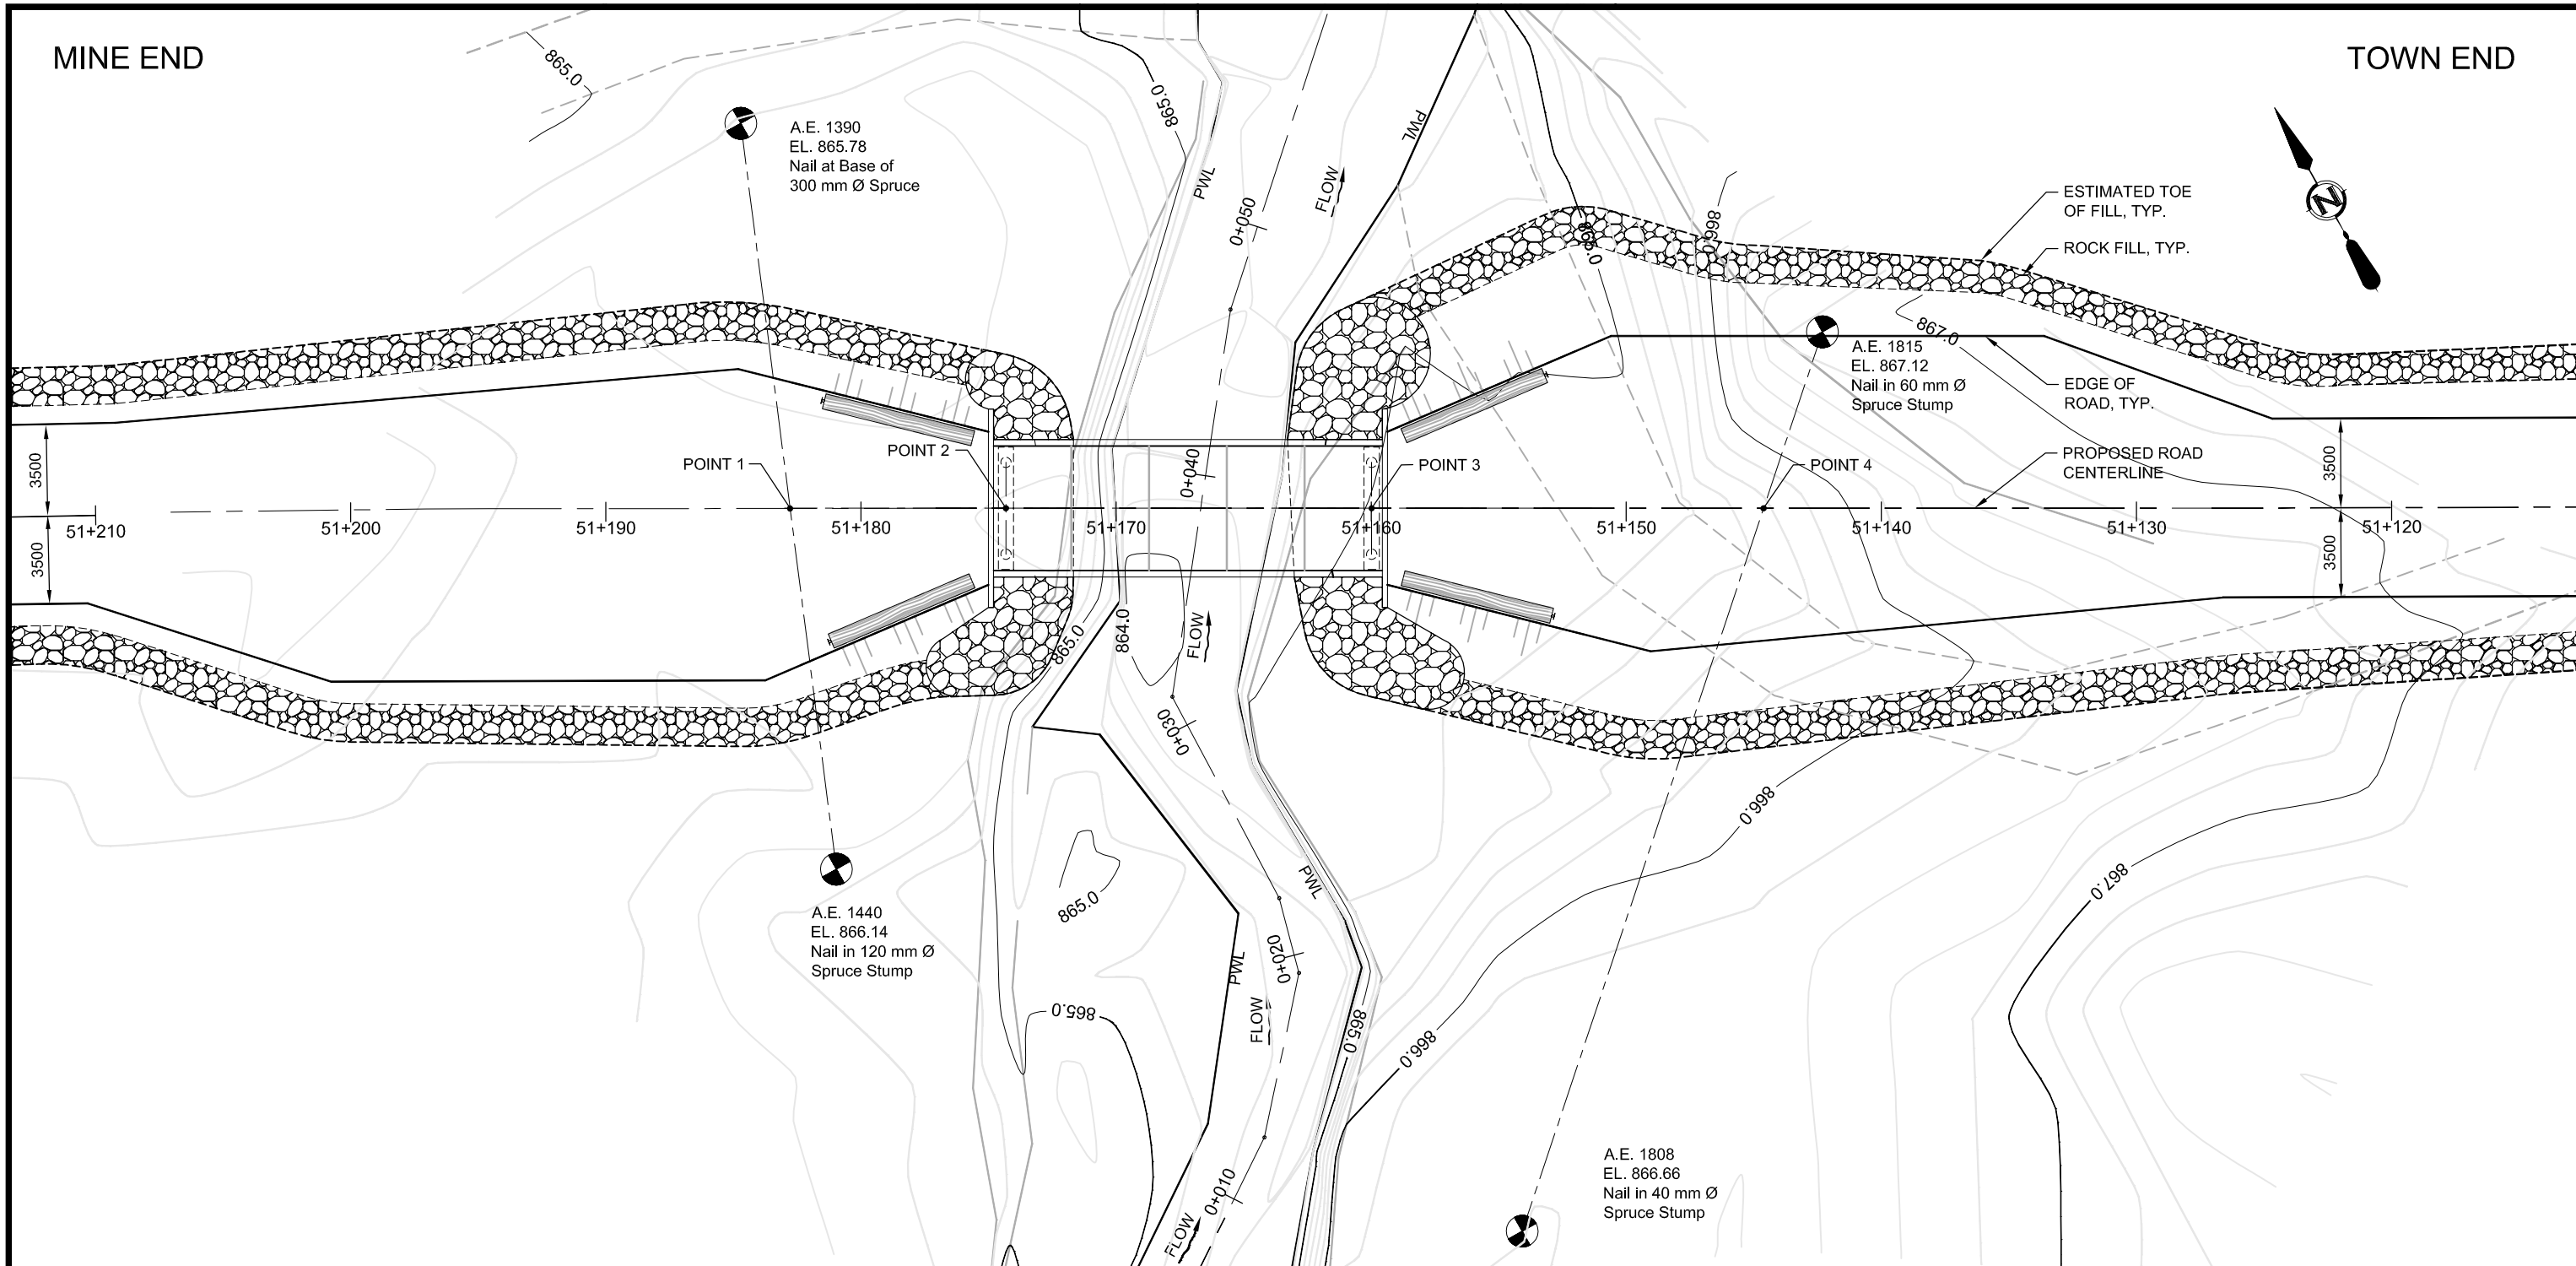 MINE END
TOWN END
865.0
865.0
A.E. 1390
EL. 865.78
Nail at Base of
300 mm Ø Spruce
PWL
PWL
0+050
FLOW
866.0
865.0
ESTIMATED TOE
OF FILL, TYP.
ROCK FILL, TYP.
N
867.0
A.E. 1815
EL. 867.12
Nail in 60 mm Ø
Spruce Stump
EDGE OF
ROAD, TYP.
PROPOSED ROAD
CENTERLINE
3500
3500
POINT 1
POINT 2
0+040
POINT 3
POINT 4
3500
3500
51+210
51+200
51+190
51+180
51+170
51+160
51+150
51+140
51+130
51+120
865.0
864.0
FLOW
0+030
866.0
865.0
PWL
867.0
A.E. 1440
EL. 866.14
Nail in 120 mm Ø
Spruce Stump
PWL
0+020
FLOW
865.0
865.0
866.0
A.E. 1808
EL. 866.66
Nail in 40 mm Ø
Spruce Stump
0+010
FLOW